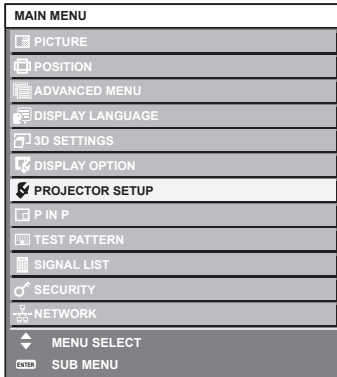 MAIN MENU
PICTURE
POSITION
ADVANCED MENU
DISPLAY LANGUAGE
3D SETTINGS
DISPLAY OPTION
PROJECTOR SETUP
P IN P
TEST PATTERN
SIGNAL LIST
SECURITY
NETWORK
MENU SELECT
ENTER SUB MENU